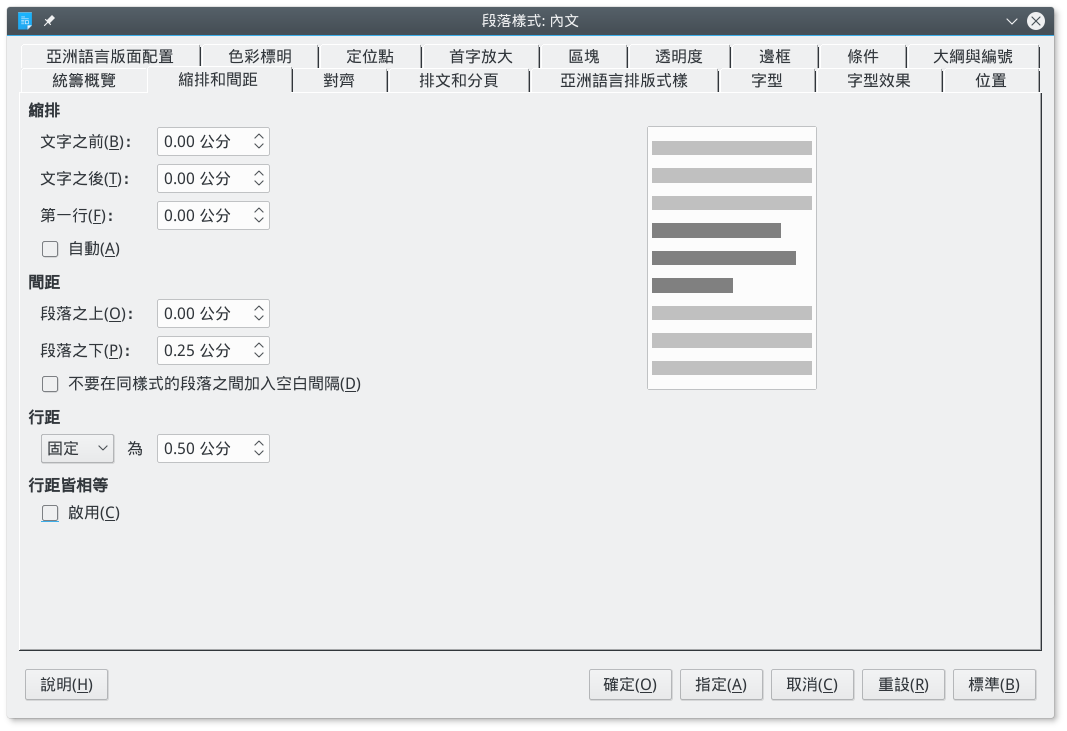 段落樣式: 內文
亞洲語言版面配置 色彩標明 定位點 首字放大 區塊 透明度 邊框 條件 大綱與編號
統籌概覽 縮排和間距 對齊 排文和分頁 亞洲語言排版式樣 字型 字型效果 位置
縮排
文字之前(B): 0.00 公分
文字之後(T): 0.00 公分
第一行(F): 0.00 公分
自動(A)
間距
段落之上(O): 0.00 公分
段落之下(P): 0.25 公分
不要在同樣式的段落之間加入空白間隔(D)
行距
固定 為 0.50 公分
行距皆相等
啟用(C)
說明(H) 確定(O) 指定(A) 取消(C) 重設(R) 標準(B)